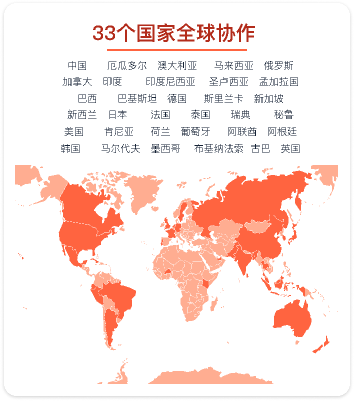 33个国家全球协作
中国 厄瓜多尔 澳大利亚 马来西亚 俄罗斯
加拿大 印度 印度尼西亚 圣卢西亚 孟加拉国
巴西 巴基斯坦 德国 斯里兰卡 新加坡
新西兰 日本 法国 泰国 瑞典 秘鲁
美国 肯尼亚 荷兰 葡萄牙 阿联酋 阿根廷
韩国 马尔代夫 墨西哥 布基纳法索 古巴 英国